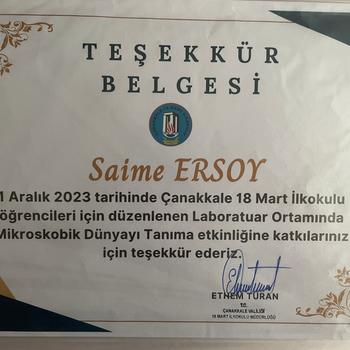 TEŞEKKÜR
BELGESİ
Saime ERSOY
1 Aralık 2023 tarihinde Çanakkale 18 Mart İlkokulu
öğrencileri için düzenlenen Laboratuar Ortamında
Mikroskobik Dünyayı Tanıma etkinliğine katkılarınız
için teşekkür ederiz.
ETHEM TURAN
T.C.
ÇANAKKALE VALİLİĞİ
18 MART İLKOKULU MÜDÜRLÜĞÜ